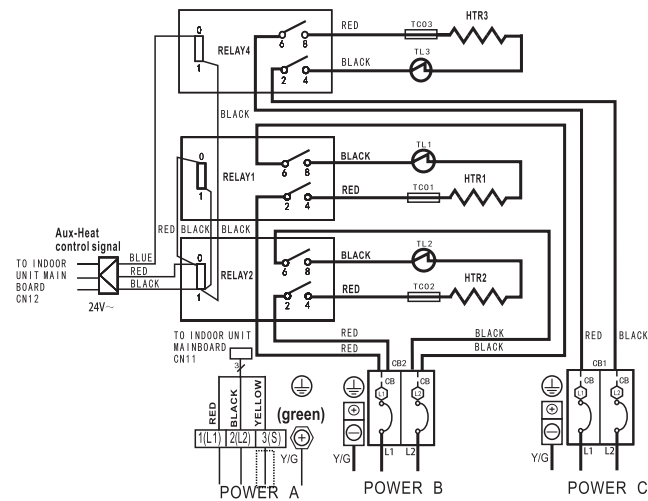 RED
TCO3
HTR3
0
RELAY4
1
6
8
2
4
BLACK
TL3
BLACK
0
RELAY1
1
6
8
2
4
BLACK
TL1
RED
TCO1
HTR1
RED
BLACK
BLACK
Aux-Heat
control signal
TO INDOOR
UNIT MAIN
BOARD
CN12
24V~
BLUE
RED
BLACK
0
RELAY2
1
6
8
2
4
BLACK
TL2
RED
TCO2
HTR2
TO INDOOR UNIT
MAINBOARD
CN11
3
RED
BLACK
YELLOW
(green)
1(L1)
2(L2)
3(S)
Y/G
POWER A
RED
RED
BLACK
BLACK
CB2
CB
CB
L1
L2
Y/G
L1
L2
POWER B
RED
BLACK
CB1
CB
CB
L1
L2
Y/G
L1
L2
POWER C